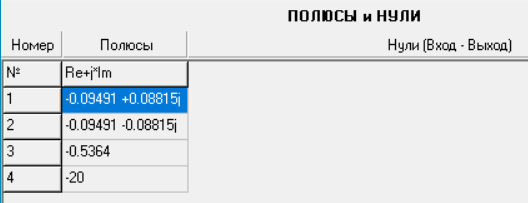 ПОЛЮСЫ и НУЛИ
Номер Полюсы Нули (Вход - Выход)
№ Re+j*Im
1 -0.09491 +0.08815j
2 -0.09491 -0.08815j
3 -0.5364
4 -20